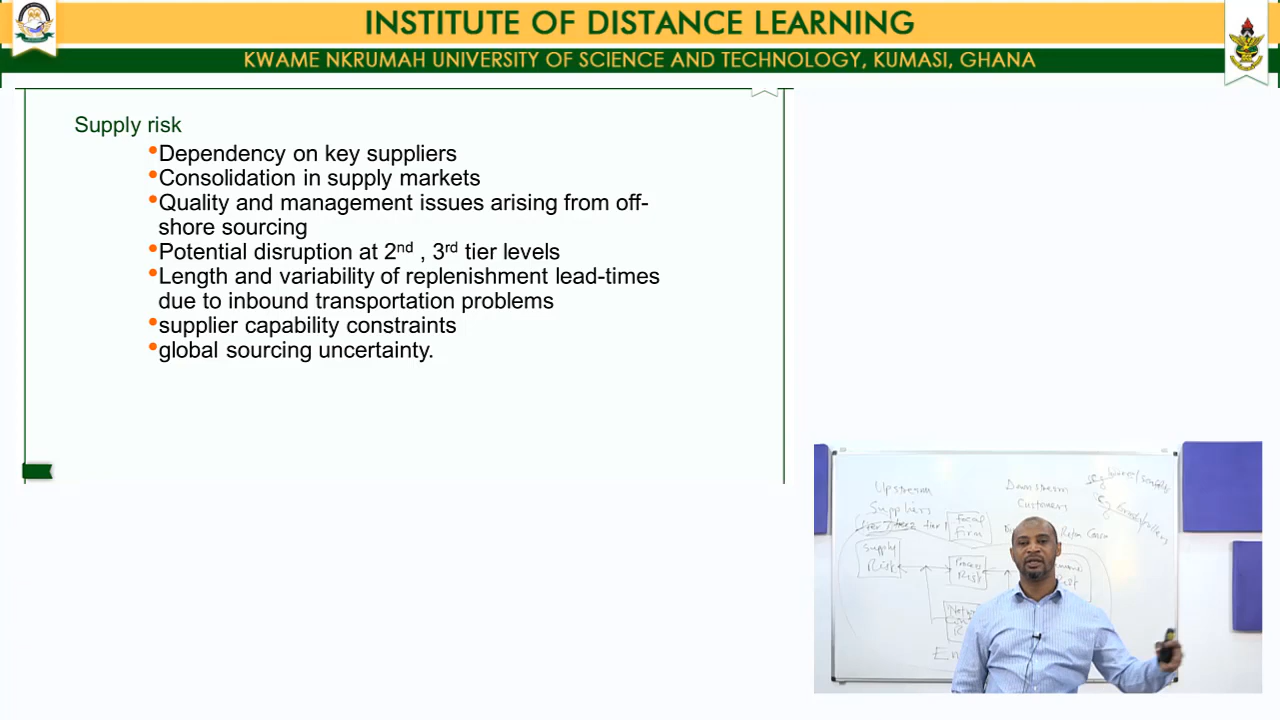 INSTITUTE OF DISTANCE LEARNING
KWAME NKRUMAH UNIVERSITY OF SCIENCE AND TECHNOLOGY, KUMASI, GHANA
Supply risk
•Dependency on key suppliers
•Consolidation in supply markets
•Quality and management issues arising from off-
shore sourcing
•Potential disruption at 2nd , 3rd tier levels
•Length and variability of replenishment lead-times
due to inbound transportation problems
•supplier capability constraints
•global sourcing uncertainty.
Upstream
Suppliers
Downstream
Customers
tier
Focal
Firm
Supply
Risk
Process
Risk